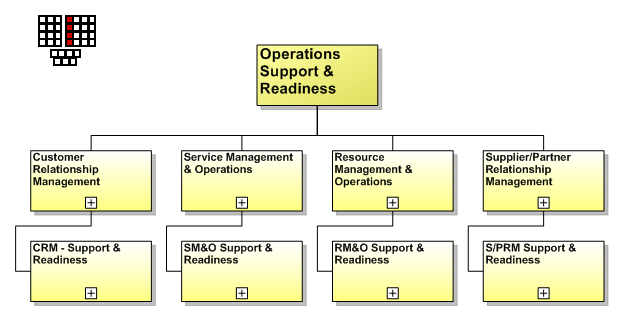 Operations
Support &
Readiness
Customer
Relationship
Management
Service Management
& Operations
Resource
Management &
Operations
Supplier/Partner
Relationship
Management
CRM - Support &
Readiness
SM&O Support &
Readiness
RM&O Support &
Readiness
S/PRM Support &
Readiness